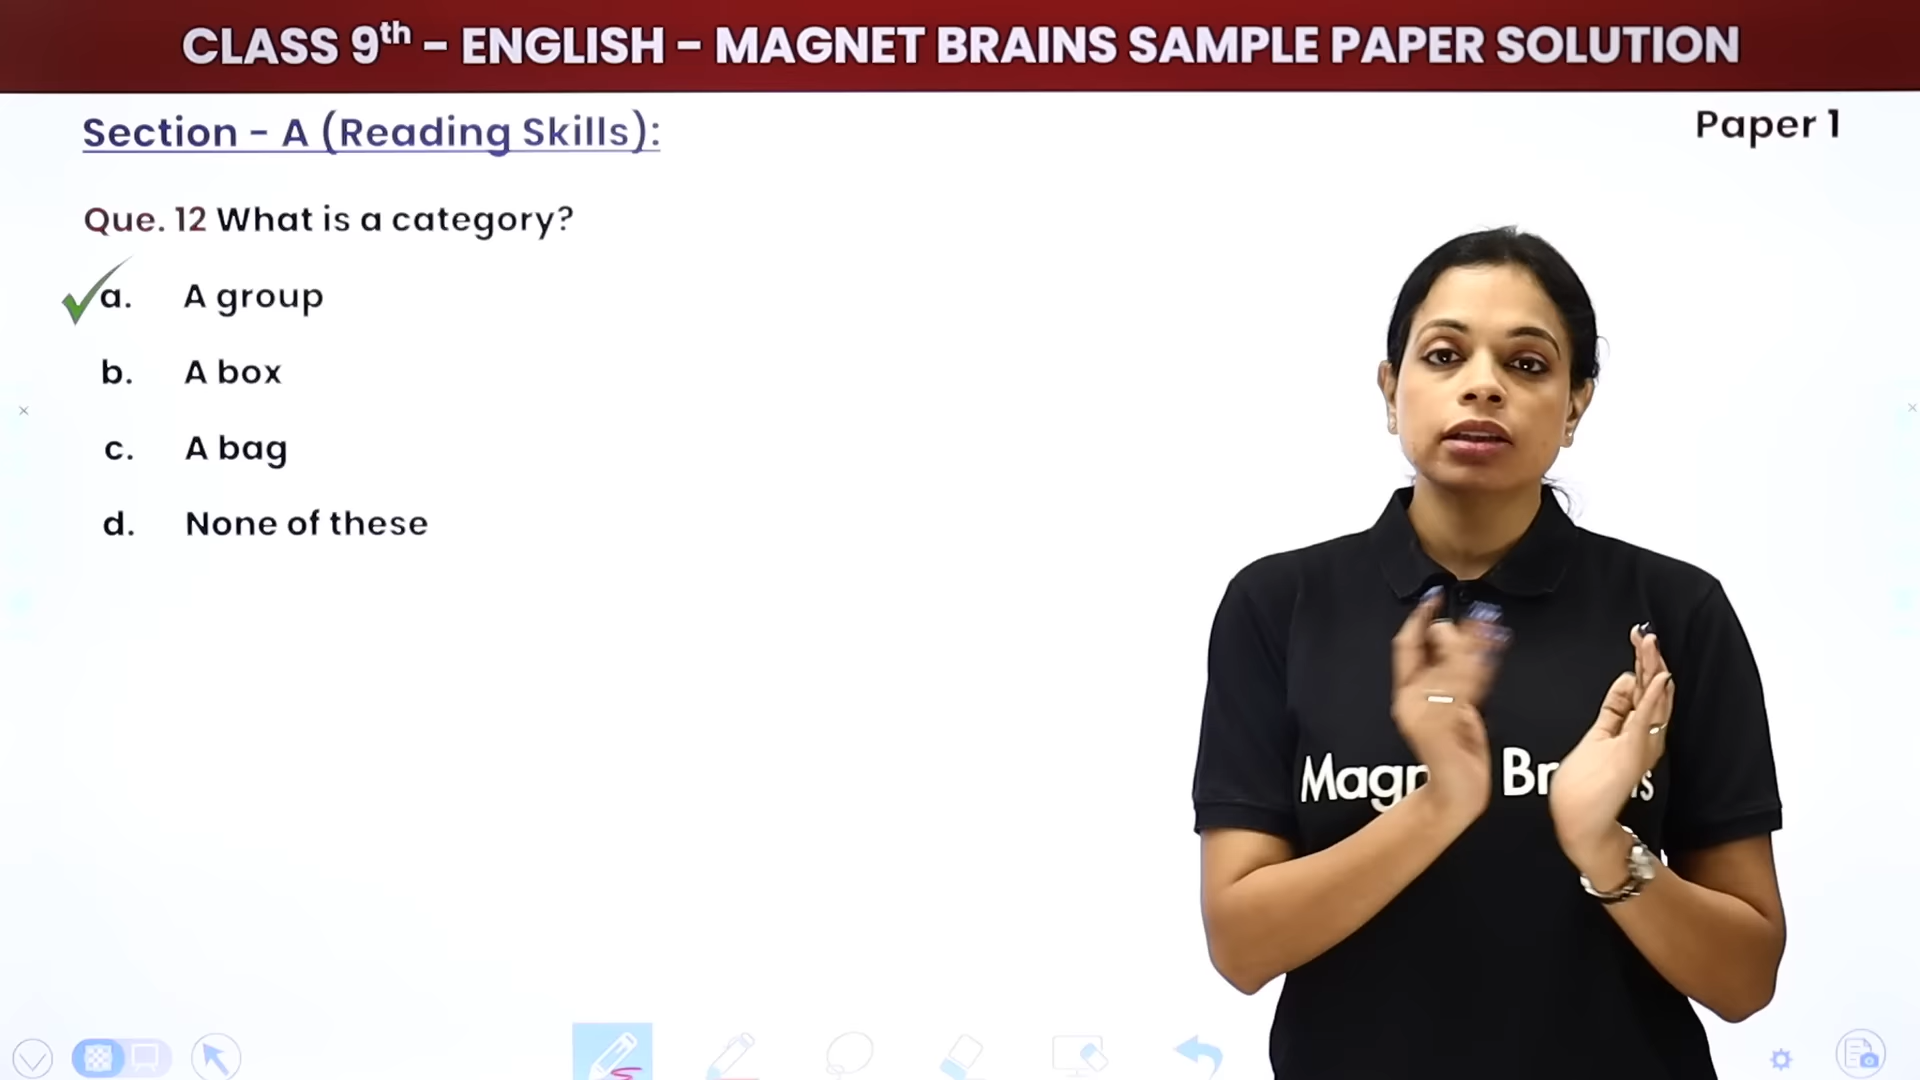 CLASS 9th - ENGLISH - MAGNET BRAINS SAMPLE PAPER SOLUTION
Section - A (Reading Skills):
Paper 1
Que. 12 What is a category?
a. A group
b. A box
c. A bag
d. None of these